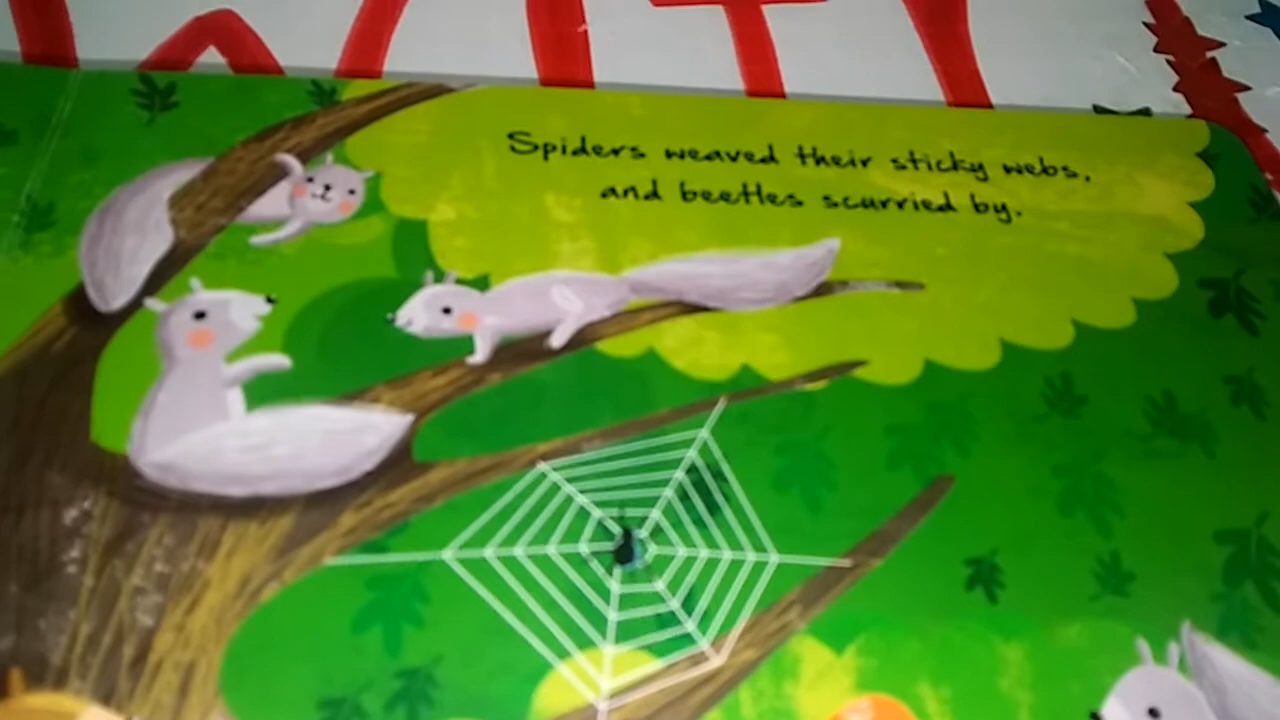 Spiders weaved their sticky webs,
and beetles scurried by.